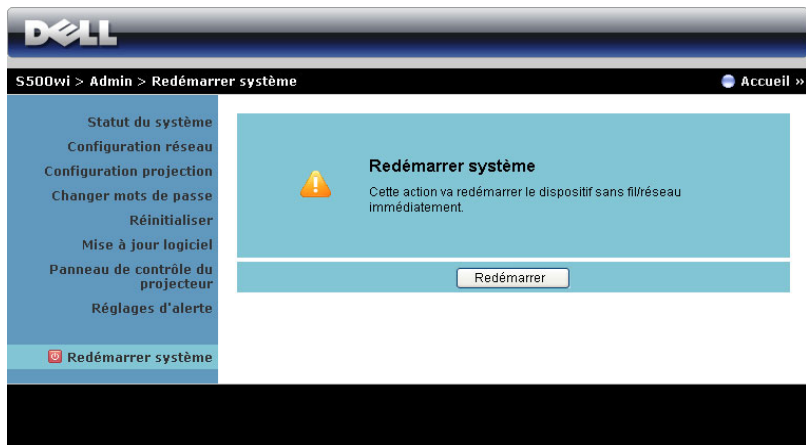 DELL
S500wi > Admin > Redémarrer système
Accueil »
Statut du système
Configuration réseau
Configuration projection
Changer mots de passe
Réinitialiser
Mise à jour logiciel
Panneau de contrôle du
projecteur
Réglages d'alerte
Redémarrer système
Redémarrer système
Cette action va redémarrer le dispositif sans fil/réseau
immédiatement.
Redémarrer